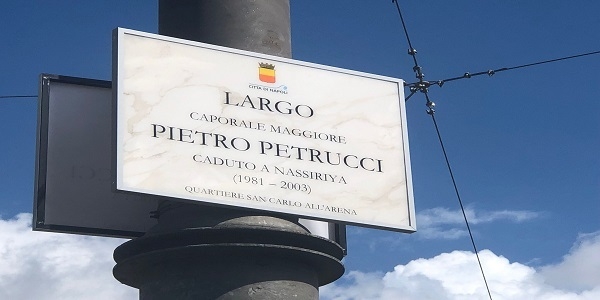 CITTÀ DI NAPOLI
LARGO
CAPORALE MAGGIORE
PIETRO PETRUCCI
CADUTO A NASSIRIYA
(1981 – 2003)
QUARTIERE SAN CARLO ALL'ARENA